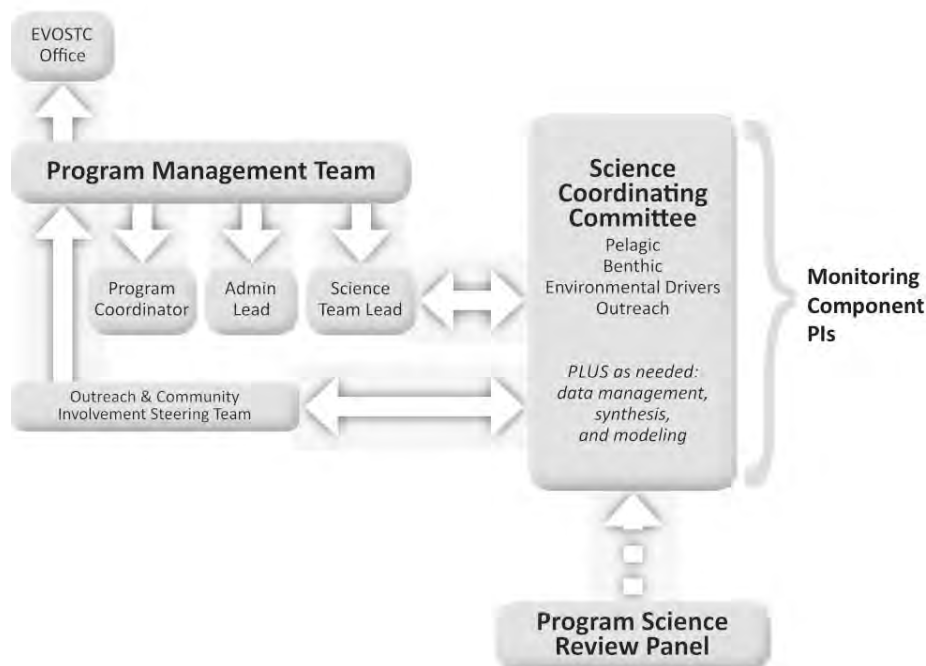 EVOSTC
Office
Program Management Team
Program
Coordinator
Admin
Lead
Science
Team Lead
Outreach & Community
Involvement Steering Team
Science
Coordinating
Committee
Pelagic
Benthic
Environmental Drivers
Outreach
PLUS as needed:
data management,
synthesis,
and modeling
Monitoring
Component
PIs
Program Science
Review Panel